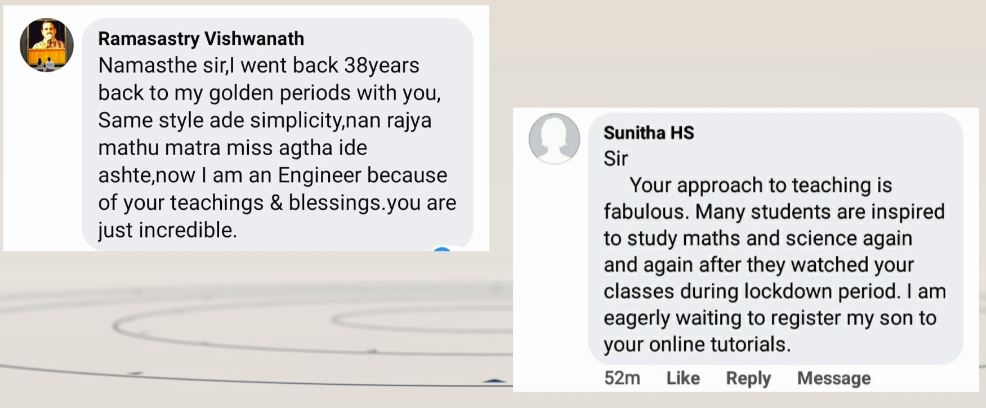 Ramasastry Vishwanath
Namasthe sir,I went back 38years
back to my golden periods with you,
Same style ade simplicity,nan rajya
mathu matra miss agtha ide
ashte,now I am an Engineer because
of your teachings & blessings.you are
just incredible.
Sunitha HS
Sir
Your approach to teaching is
fabulous. Many students are inspired
to study maths and science again
and again after they watched your
classes during lockdown period. I am
eagerly waiting to register my son to
your online tutorials.
52m Like Reply Message